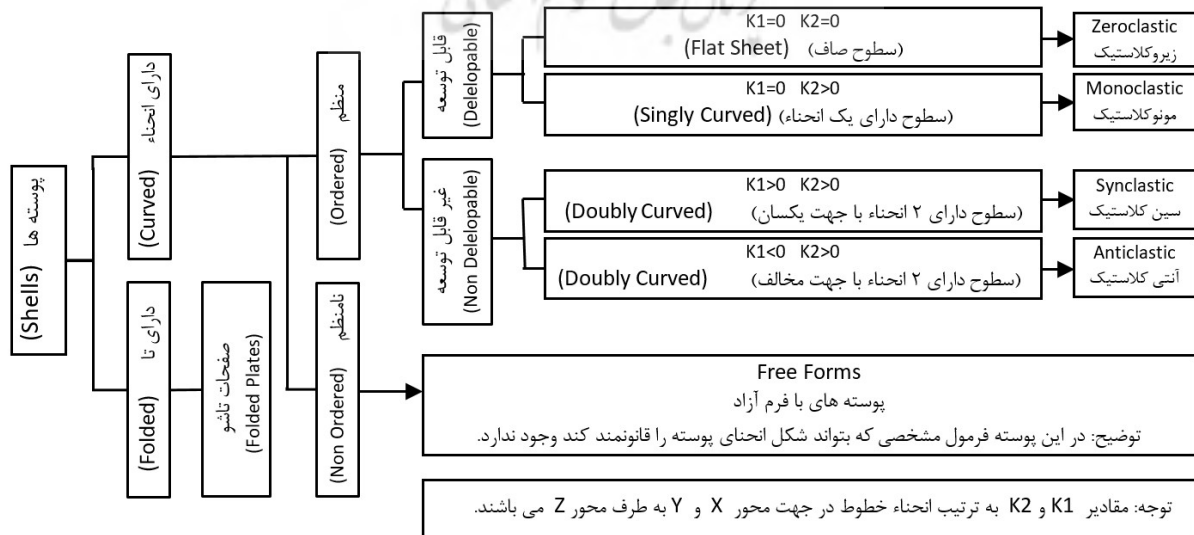 پوسته ها (Shells)
دارای انحناء (Curved)
دارای تا (Folded)
صفحات تاشو
(Folded Plates)
منظم (Ordered)
نامنظم (Non Ordered)
قابل توسعه
(Delelopable)
غیر قابل توسعه
(Non Delelopable)
K1=0 K2=0
(سطوح صاف) (Flat Sheet)
Zeroclastic
زیروکلاستیک
K1=0 K2>0
(سطوح دارای یک انحناء) (Singly Curved)
Monoclastic
مونوکلاستیک
K1>0 K2>0
(سطوح دارای ۲ انحناء با جهت یکسان) (Doubly Curved)
Synclastic
سین کلاستیک
K1<0 K2>0
(سطوح دارای ۲ انحناء با جهت مخالف) (Doubly Curved)
Anticlastic
آنتی کلاستیک
Free Forms
پوسته های با فرم آزاد
توضیح: در این پوسته فرمول مشخصی که بتواند شکل انحنای پوسته را قانونمند کند وجود ندارد.
توجه: مقادیر K1 و K2 به ترتیب انحناء خطوط در جهت محور X و Y به طرف محور Z می باشند.